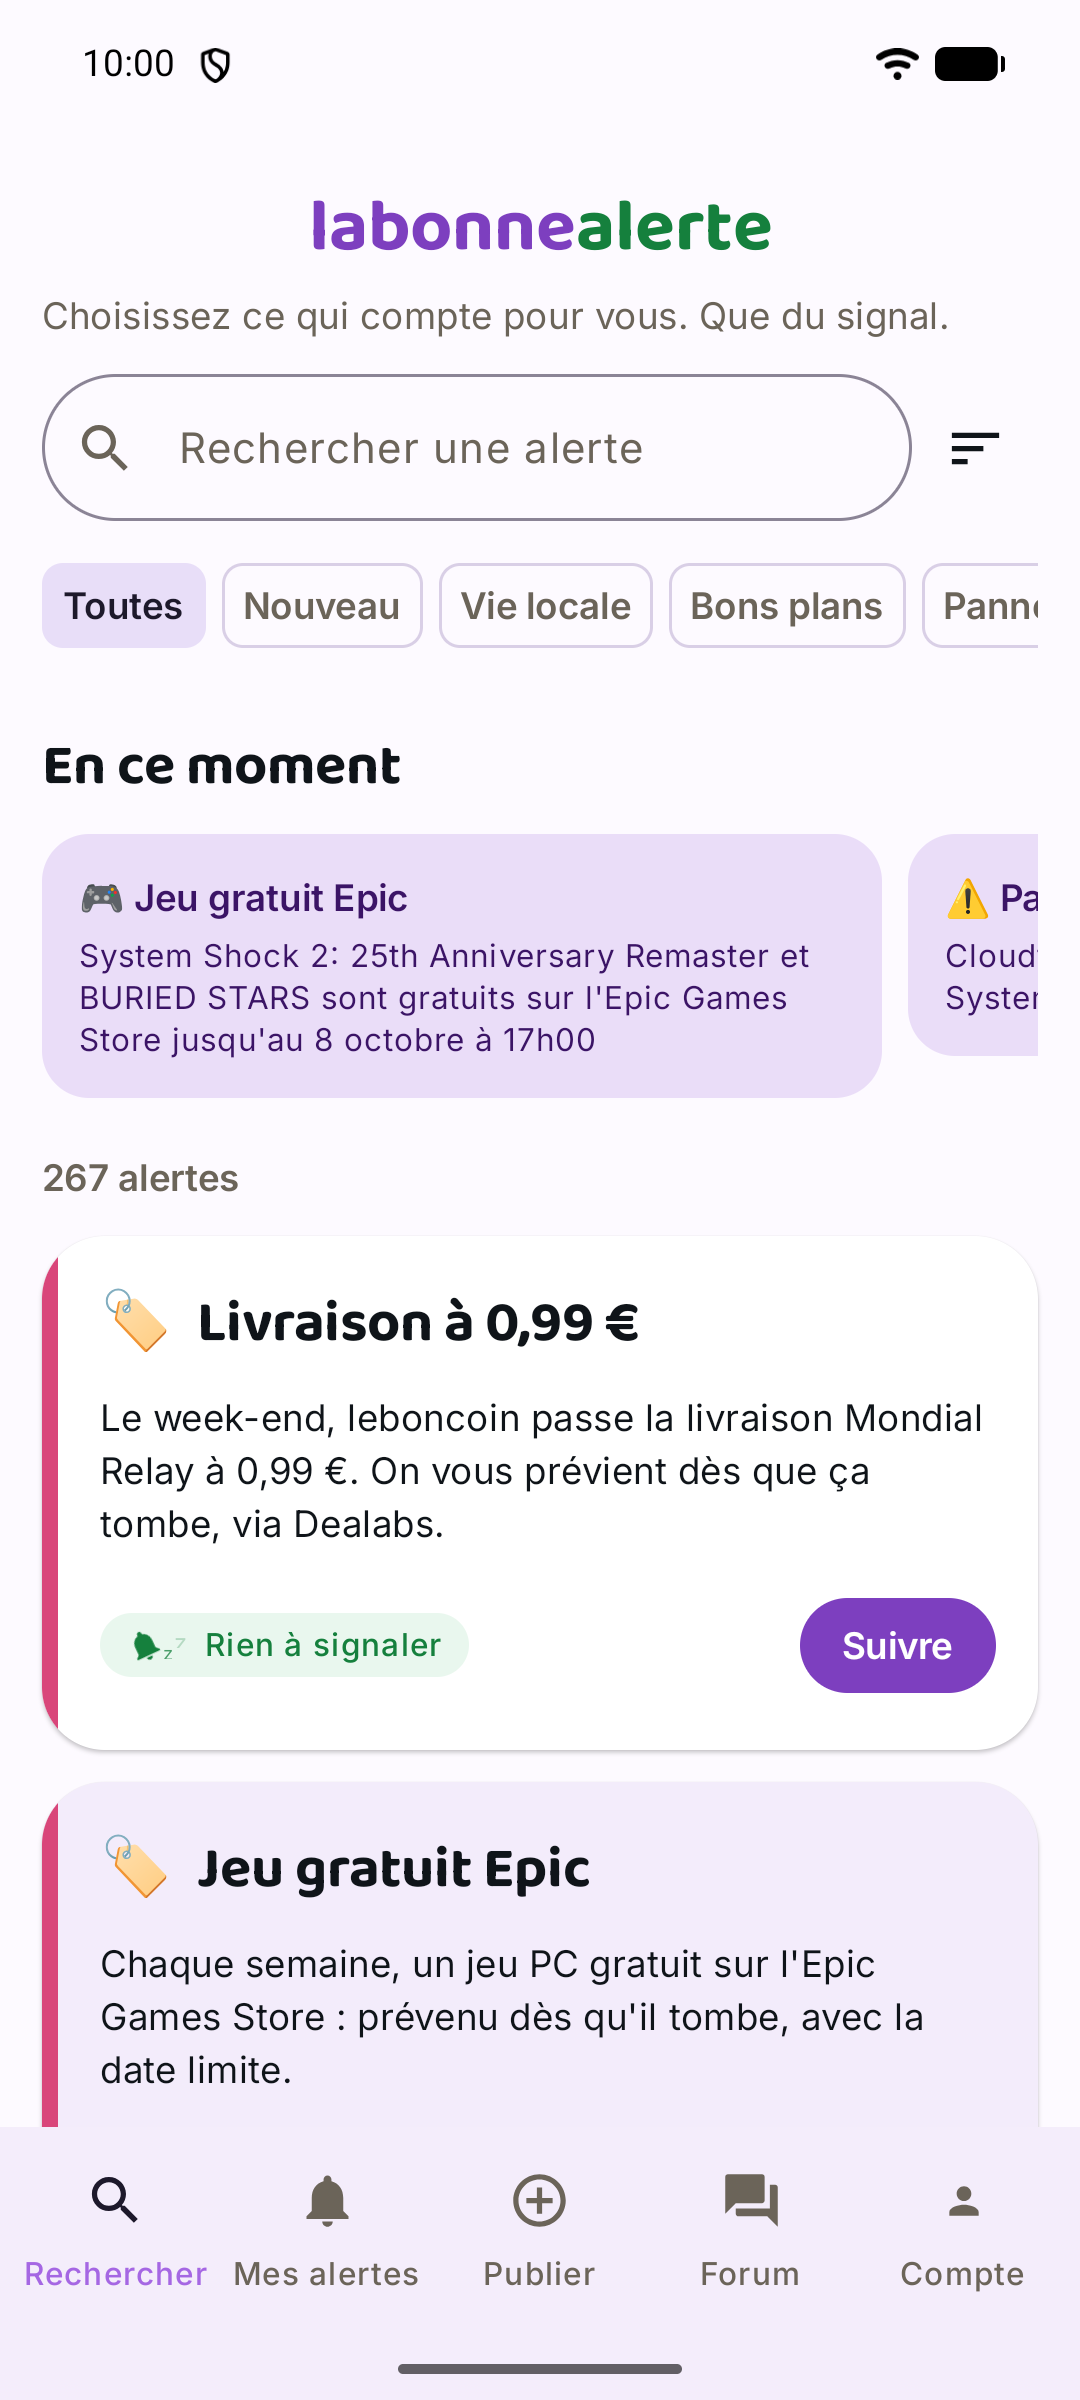 10:00
labonnealerte
Choisissez ce qui compte pour vous. Que du signal.
Rechercher une alerte
Toutes
Nouveau
Vie locale
Bons plans
En ce moment
🎮 Jeu gratuit Epic
System Shock 2: 25th Anniversary Remaster et
BURIED STARS sont gratuits sur l'Epic Games
Store jusqu'au 8 octobre à 17h00
267 alertes
Livraison à 0,99 €
Le week-end, leboncoin passe la livraison Mondial
Relay à 0,99 €. On vous prévient dès que ça
tombe, via Dealabs.
Rien à signaler
Suivre
Jeu gratuit Epic
Chaque semaine, un jeu PC gratuit sur l'Epic
Games Store : prévenu dès qu'il tombe, avec la
date limite.
Rechercher
Mes alertes
Publier
Forum
Compte